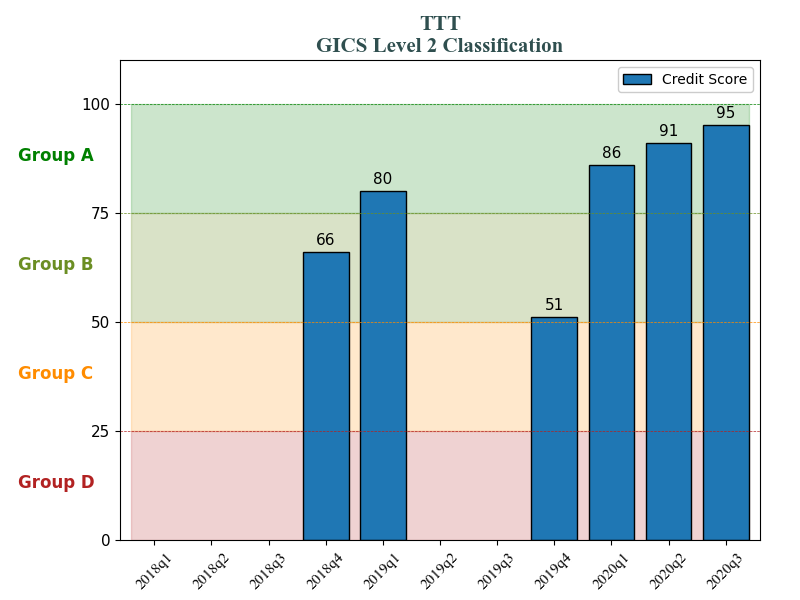 TTT
GICS Level 2 Classification
Credit Score
100
Group A
75
Group B
50
Group C
25
Group D
0
95
91
86
80
66
51
2018q1
2018q2
2018q3
2018q4
2019q1
2019q2
2019q3
2019q4
2020q1
2020q2
2020q3